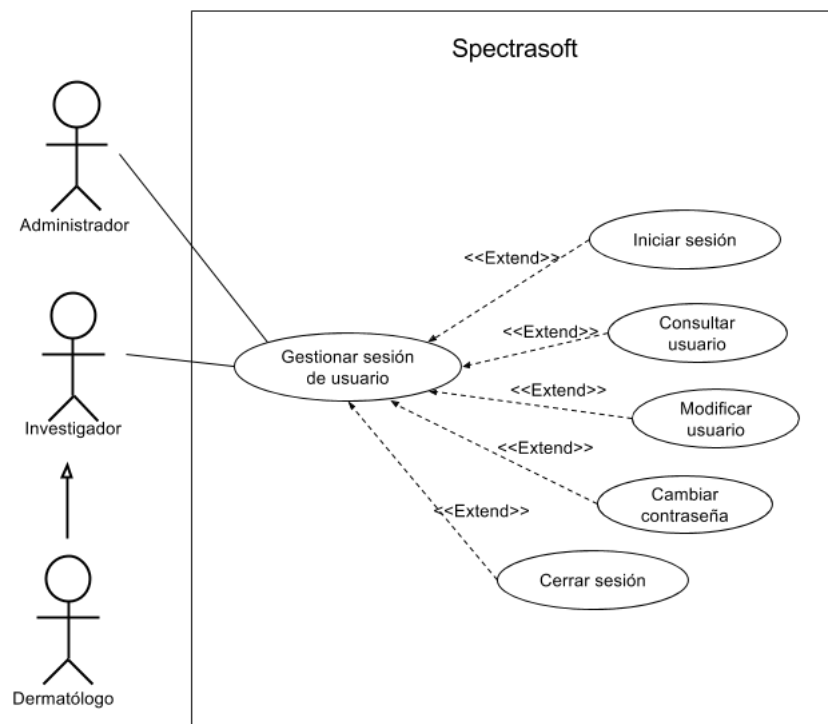 Spectrasoft
Administrador
Iniciar sesión
<<Extend>>
Consultar
usuario
<<Extend>>
Gestionar sesión
de usuario
<<Extend>>
Modificar
usuario
Investigador
<<Extend>>
Cambiar
contraseña
<<Extend>>
Cerrar sesión
Dermatólogo